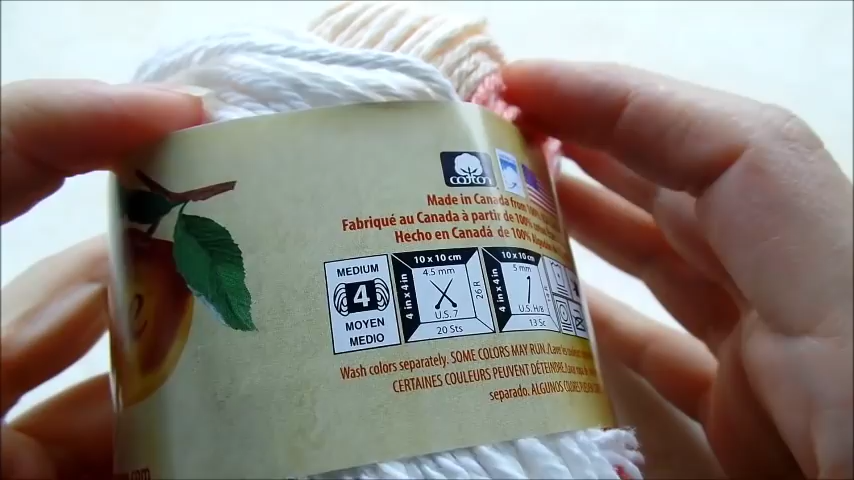 cotton
Made in Canada from 100%
Fabriqué au Canada à partir de 100%
Hecho en Canadá de 100% Algodón
MEDIUM
4
MOYEN
MEDIO
10 x 10 cm
4 in x 4 in
4.5 mm
26 R
U.S. 7
20 Sts
10 x 10 cm
4 in x 4 in
5 mm
U.S. H/8
13 Sc
Wash colors separately. SOME COLORS MAY RUN.
CERTAINES COULEURS PEUVENT DÉTEINDRE.
separado. ALGUNOS COLORES